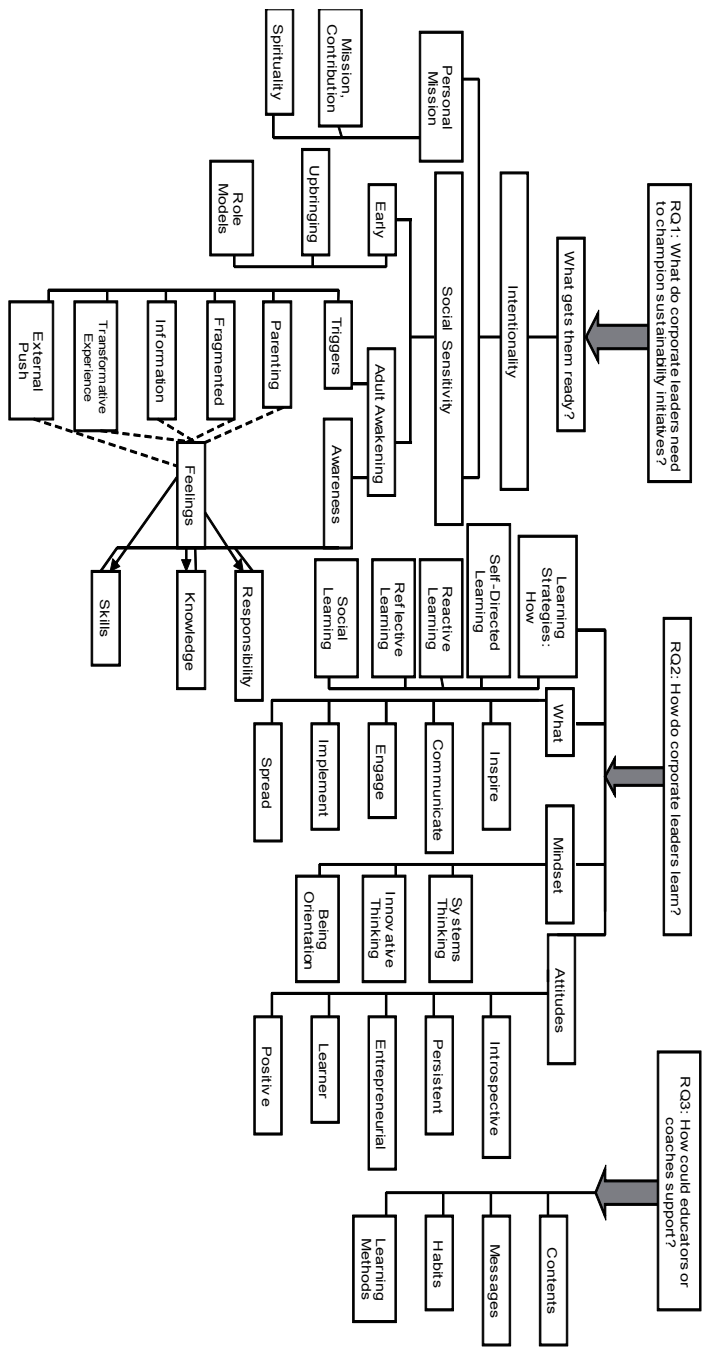 RQ1: What do corporate leaders need
to champion sustainability initiatives?
What gets them ready?
Intentionality
Personal
Mission
Mission,
Contribution
Spirituality
Social Sensitivity
Early
Upbringing
Role
Models
Adult Awakening
Triggers
Parenting
Fragmented
Information
Transformative
Experience
External
Push
Awareness
Feelings
Responsibility
Knowledge
Skills
RQ2: How do corporate leaders learn?
Learning
Strategies:
How
Self-Directed
Learning
Reactive
Learning
Reflective
Learning
Social
Learning
What
Inspire
Communicate
Engage
Implement
Spread
Mindset
Systems
Thinking
Innovative
Thinking
Being
Orientation
Attitudes
Introspective
Persistent
Entrepreneurial
Learner
Positive
RQ3: How could educators or
coaches support?
Contents
Messages
Habits
Learning
Methods